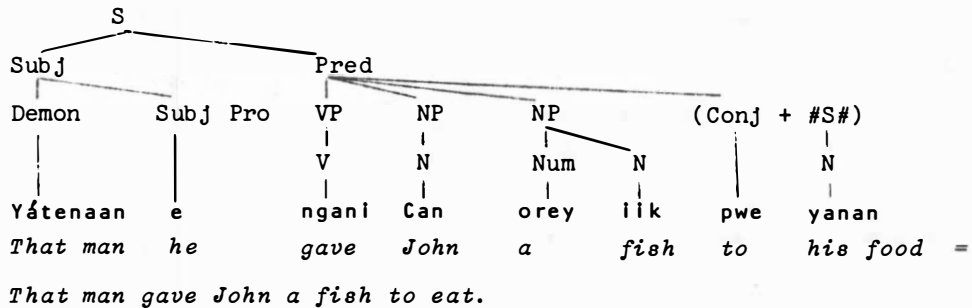 S
Subj Pred
Demon Subj Pro VP NP NP (Conj + #S#)
V N Num N N
Yátenaan e ngani Can orey iik pwe yanan
That man he gave John a fish to his food =
That man gave John a fish to eat.